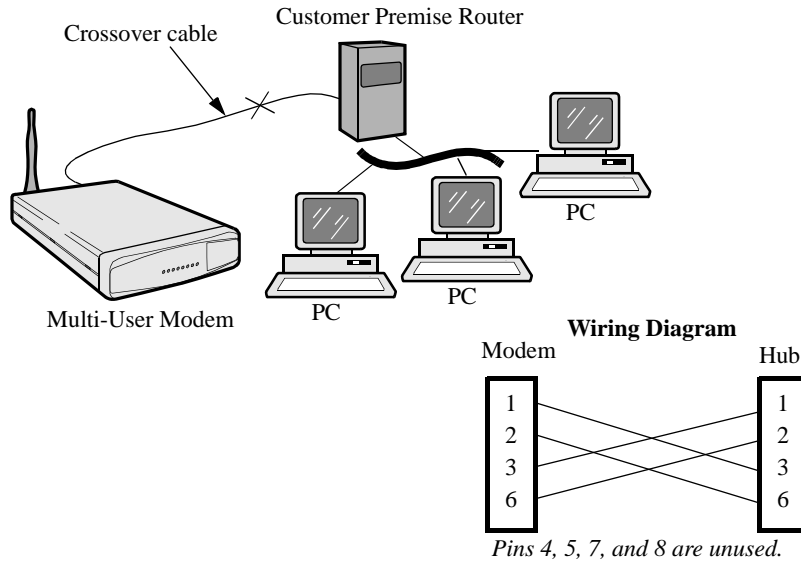 Customer Premise Router
Crossover cable
PC
PC
PC
Multi-User Modem
Wiring Diagram
Modem
Hub
1
2
3
6
1
2
3
6
Pins 4, 5, 7, and 8 are unused.